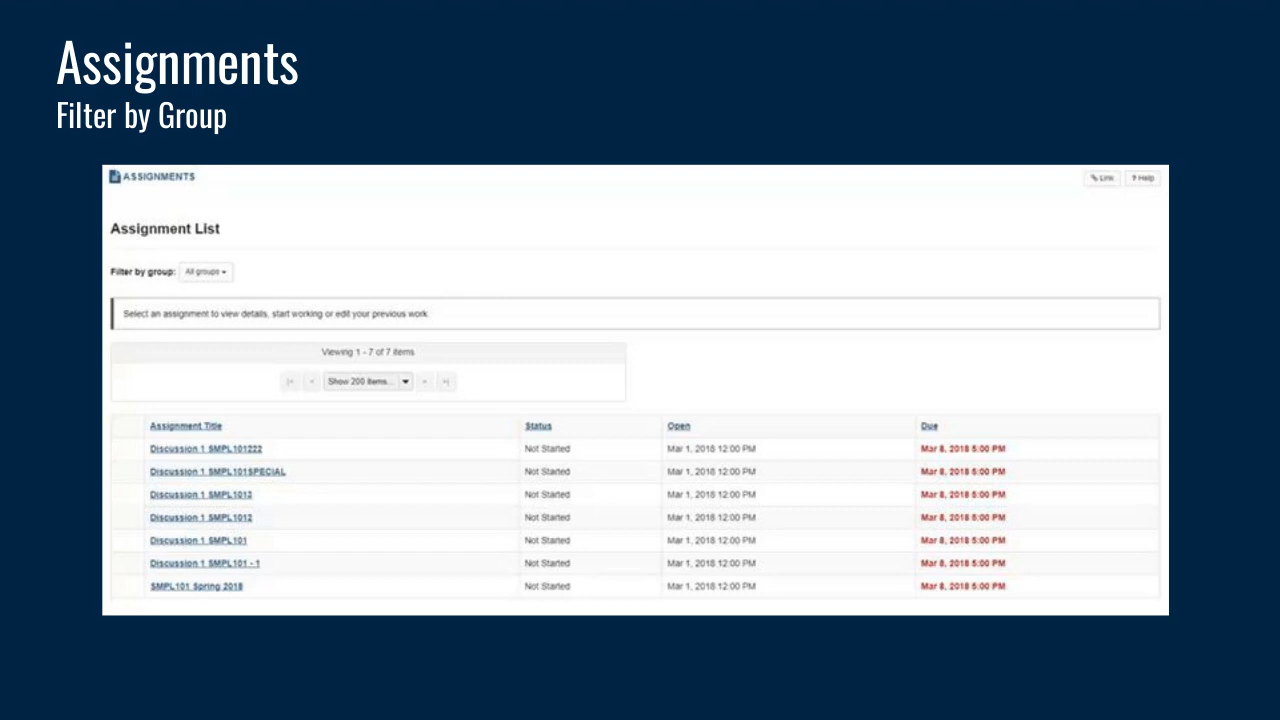 Assignments
Filter by Group
ASSIGNMENTS
Link ? Help
Assignment List
Filter by group: All groups
Select an assignment to view details, start working or edit your previous work
Viewing 1 - 7 of 7 items
|< < Show 200 items... > >|
Assignment Title Status Open Due
Discussion 1 SMPL101222 Not Started Mar 1, 2018 12:00 PM Mar 8, 2018 5:00 PM
Discussion 1 SMPL101SPECIAL Not Started Mar 1, 2018 12:00 PM Mar 8, 2018 5:00 PM
Discussion 1 SMPL1013 Not Started Mar 1, 2018 12:00 PM Mar 8, 2018 5:00 PM
Discussion 1 SMPL1012 Not Started Mar 1, 2018 12:00 PM Mar 8, 2018 5:00 PM
Discussion 1 SMPL101 Not Started Mar 1, 2018 12:00 PM Mar 8, 2018 5:00 PM
Discussion 1 SMPL101 - 1 Not Started Mar 1, 2018 12:00 PM Mar 8, 2018 5:00 PM
SMPL101 Spring 2018 Not Started Mar 1, 2018 12:00 PM Mar 8, 2018 5:00 PM